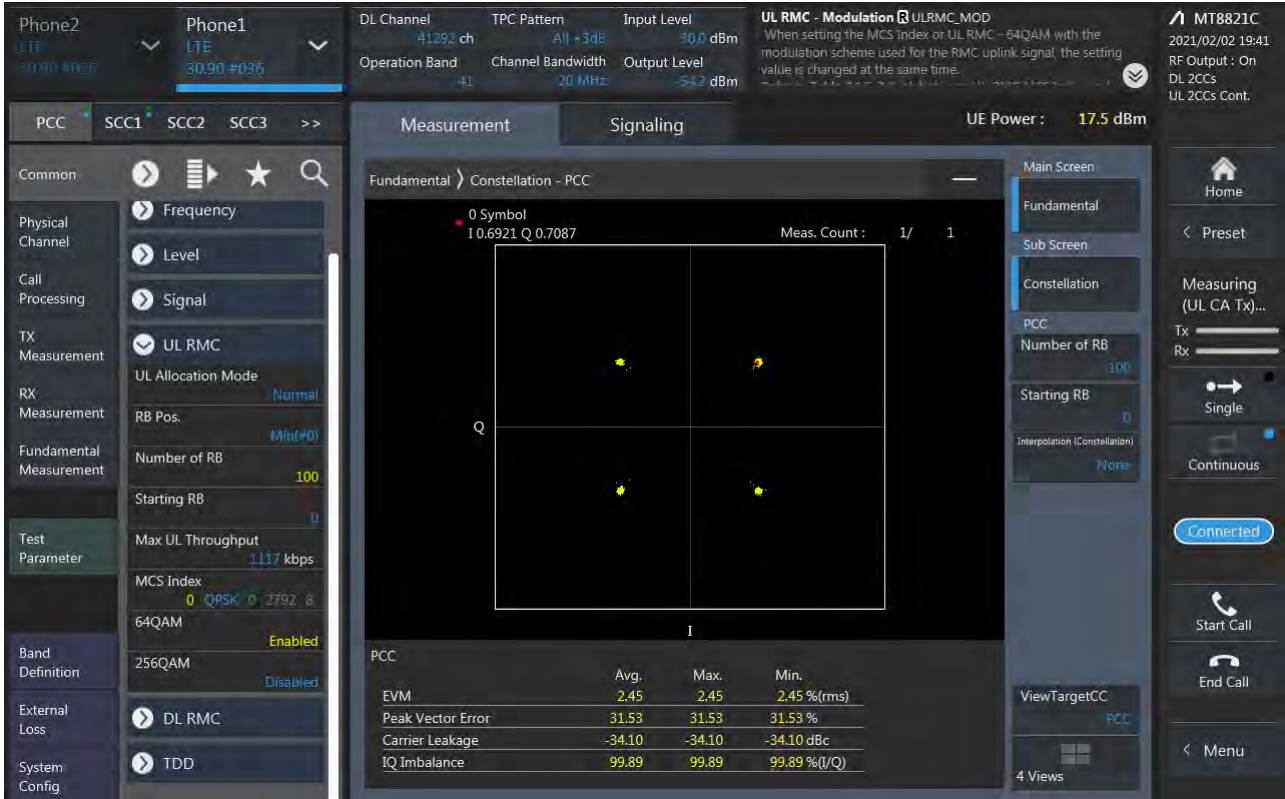 Phone2
LTE
30.90 #036
Phone1
LTE
30.90 #036
DL Channel
41292 ch
TPC Pattern
All +3dB
Input Level
30.0 dBm
Operation Band
41
Channel Bandwidth
20 MHz
Output Level
-54.2 dBm
UL RMC - Modulation R ULRMC_MOD
When setting the MCS Index or UL RMC - 64QAM with the
modulation scheme used for the RMC uplink signal, the setting
value is changed at the same time.
MT8821C
2021/02/02 19:41
RF Output : On
DL 2CCs
UL 2CCs Cont.
PCC SCC1 SCC2 SCC3 >>
Measurement Signaling
UE Power : 17.5 dBm
Common
Physical
Channel
Call
Processing
TX
Measurement
RX
Measurement
Fundamental
Measurement
Test
Parameter
Band
Definition
External
Loss
System
Config
Frequency
Level
Signal
UL RMC
UL Allocation Mode
Normal
RB Pos.
Min(#0)
Number of RB
100
Starting RB
0
Max UL Throughput
1117 kbps
MCS Index
0 QPSK 0 2792 8
64QAM
Enabled
256QAM
Disabled
DL RMC
TDD
Fundamental 〉 Constellation - PCC
0 Symbol
I 0.6921 Q 0.7087
Meas. Count : 1/ 1
Q
I
PCC
Avg. Max. Min.
EVM 2.45 2.45 2.45 %(rms)
Peak Vector Error 31.53 31.53 31.53 %
Carrier Leakage -34.10 -34.10 -34.10 dBc
IQ Imbalance 99.89 99.89 99.89 %(I/Q)
Main Screen
Fundamental
Sub Screen
Constellation
PCC
Number of RB
100
Starting RB
0
Interpolation (Constellation)
None
ViewTargetCC
PCC
4 Views
Home
< Preset
Measuring
(UL CA Tx)...
Tx
Rx
Single
Continuous
Connected
Start Call
End Call
< Menu